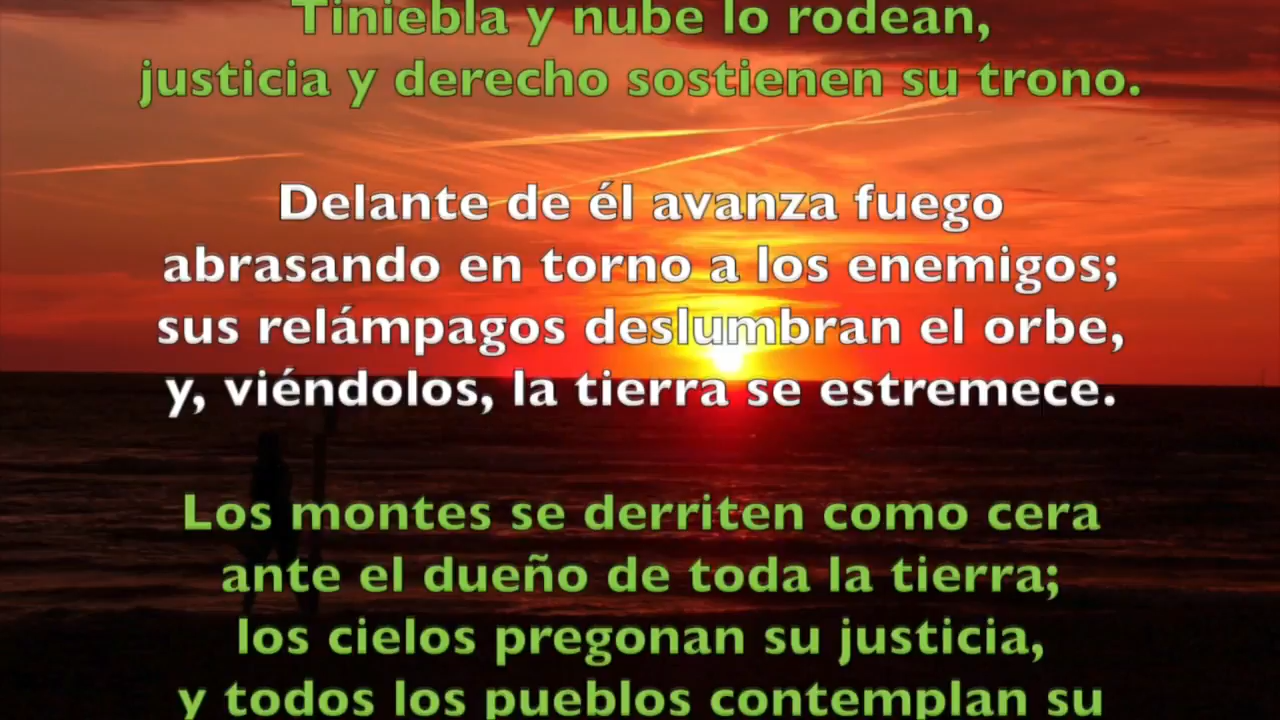 Tiniebla y nube lo rodean,
justicia y derecho sostienen su trono.
Delante de él avanza fuego
abrasando en torno a los enemigos;
sus relámpagos deslumbran el orbe,
y, viéndolos, la tierra se estremece.
Los montes se derriten como cera
ante el dueño de toda la tierra;
los cielos pregonan su justicia,
y todos los pueblos contemplan su